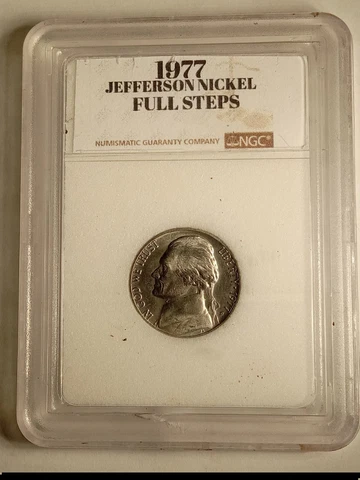 1977
JEFFERSON NICKEL
FULL STEPS
NUMISMATIC GUARANTY COMPANY NGC®
IN GOD WE TRUST
LIBERTY